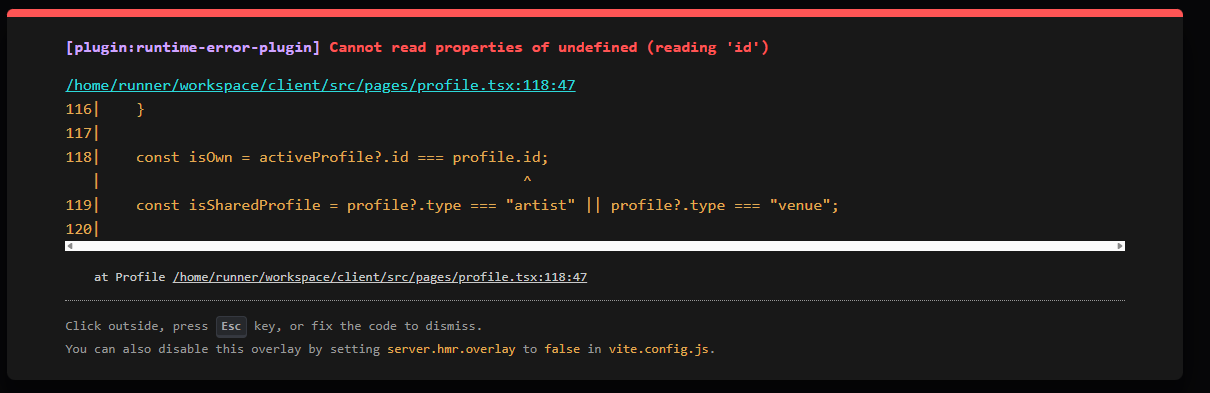 [plugin:runtime-error-plugin] Cannot read properties of undefined (reading 'id')
/home/runner/workspace/client/src/pages/profile.tsx:118:47
116|    }
117|
118|    const isOwn = activeProfile?.id === profile.id;
   |                                                ^
119|    const isSharedProfile = profile?.type === "artist" || profile?.type === "venue";
120|
at Profile /home/runner/workspace/client/src/pages/profile.tsx:118:47
Click outside, press Esc key, or fix the code to dismiss.
You can also disable this overlay by setting server.hmr.overlay to false in vite.config.js.